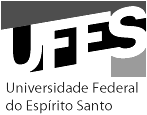 UFES
Universidade Federal
do Espírito Santo